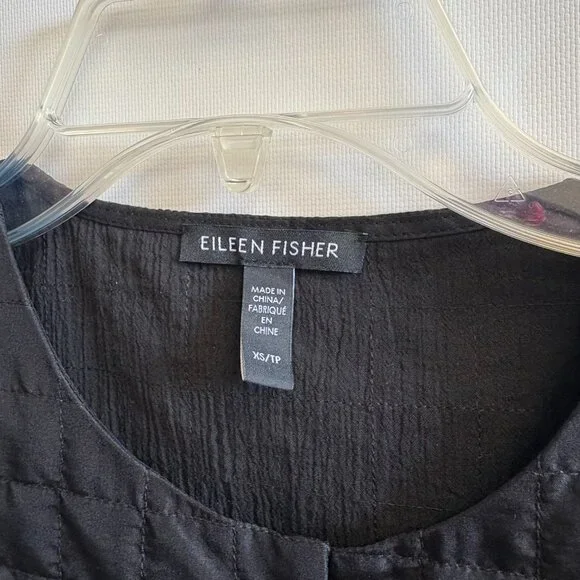 EILEEN FISHER
MADE IN
CHINA/
FABRIQUÉ
EN
CHINE
XS/TP